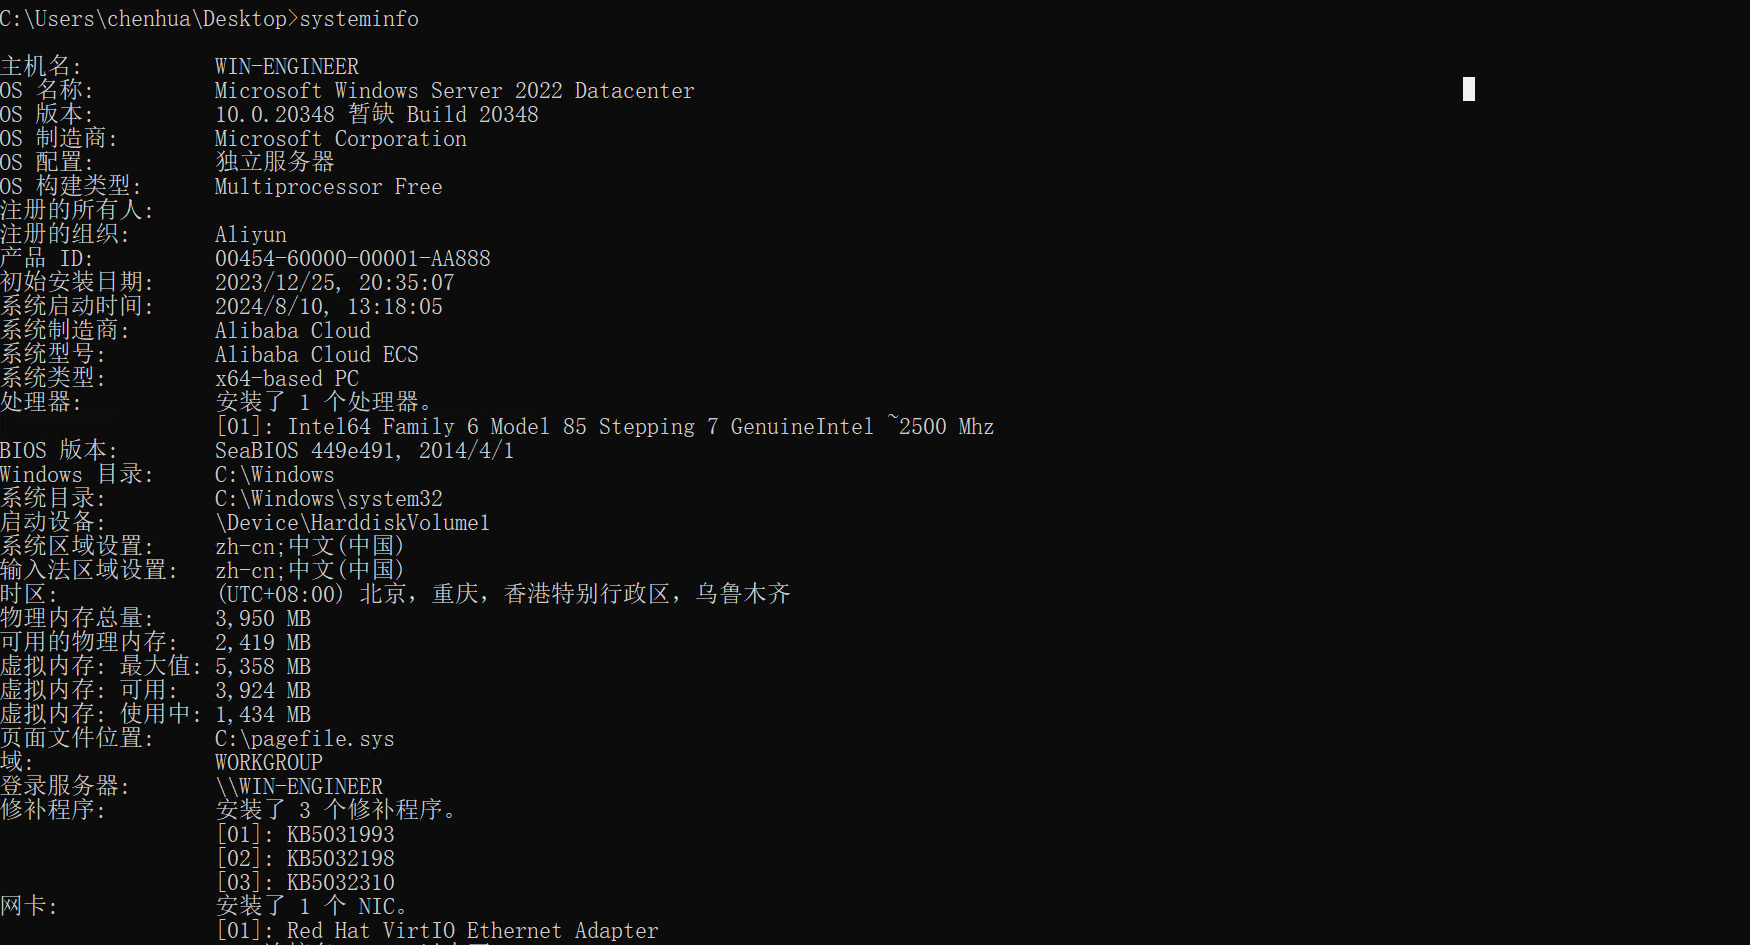 C:\Users\chenhua\Desktop>systeminfo
主机名: WIN-ENGINEER
OS 名称: Microsoft Windows Server 2022 Datacenter
OS 版本: 10.0.20348 暂缺 Build 20348
OS 制造商: Microsoft Corporation
OS 配置: 独立服务器
OS 构建类型: Multiprocessor Free
注册的所有人:
注册的组织: Aliyun
产品 ID: 00454-60000-00001-AA888
初始安装日期: 2023/12/25, 20:35:07
系统启动时间: 2024/8/10, 13:18:05
系统制造商: Alibaba Cloud
系统型号: Alibaba Cloud ECS
系统类型: x64-based PC
处理器: 安装了 1 个处理器。
[01]: Intel64 Family 6 Model 85 Stepping 7 GenuineIntel ~2500 Mhz
BIOS 版本: SeaBIOS 449e491, 2014/4/1
Windows 目录: C:\Windows
系统目录: C:\Windows\system32
启动设备: \Device\HarddiskVolume1
系统区域设置: zh-cn;中文(中国)
输入法区域设置: zh-cn;中文(中国)
时区: (UTC+08:00) 北京，重庆，香港特别行政区，乌鲁木齐
物理内存总量: 3,950 MB
可用的物理内存: 2,419 MB
虚拟内存: 最大值: 5,358 MB
虚拟内存: 可用: 3,924 MB
虚拟内存: 使用中: 1,434 MB
页面文件位置: C:\pagefile.sys
域: WORKGROUP
登录服务器: \\WIN-ENGINEER
修补程序: 安装了 3 个修补程序。
[01]: KB5031993
[02]: KB5032198
[03]: KB5032310
网卡: 安装了 1 个 NIC。
[01]: Red Hat VirtIO Ethernet Adapter